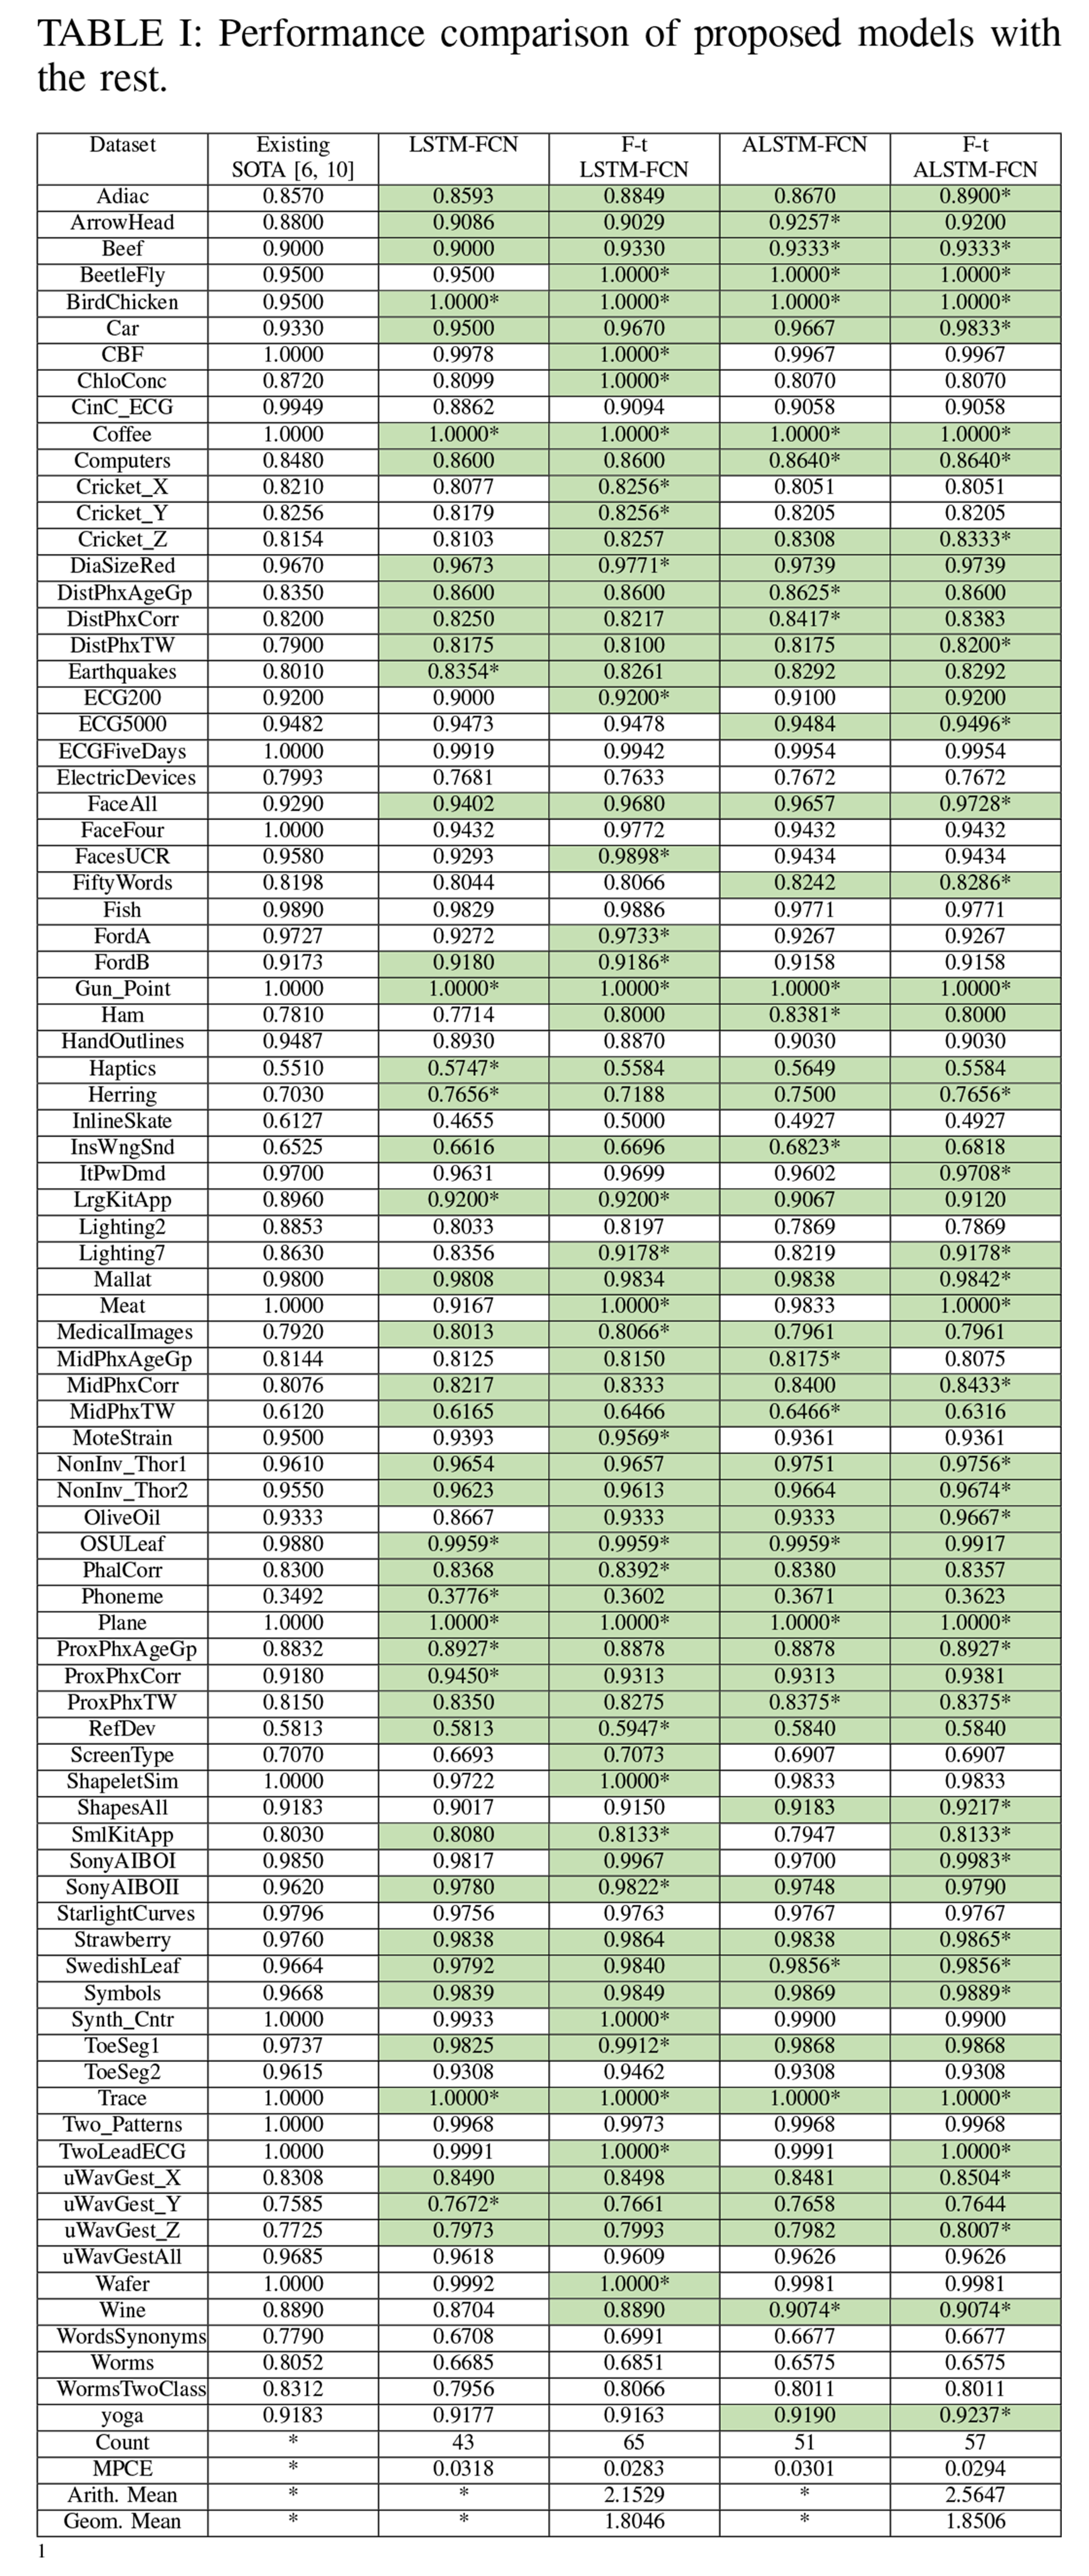 TABLE I: Performance comparison of proposed models with
the rest.
Dataset Existing LSTM-FCN F-t ALSTM-FCN F-t
SOTA [6, 10] LSTM-FCN ALSTM-FCN
Adiac 0.8570 0.8593 0.8849 0.8670 0.8900*
ArrowHead 0.8800 0.9086 0.9029 0.9257* 0.9200
Beef 0.9000 0.9000 0.9330 0.9333* 0.9333*
BeetleFly 0.9500 0.9500 1.0000* 1.0000* 1.0000*
BirdChicken 0.9500 1.0000* 1.0000* 1.0000* 1.0000*
Car 0.9330 0.9500 0.9670 0.9667 0.9833*
CBF 1.0000 0.9978 1.0000* 0.9967 0.9967
ChloConc 0.8720 0.8099 1.0000* 0.8070 0.8070
CinC_ECG 0.9949 0.8862 0.9094 0.9058 0.9058
Coffee 1.0000 1.0000* 1.0000* 1.0000* 1.0000*
Computers 0.8480 0.8600 0.8600 0.8640* 0.8640*
Cricket_X 0.8210 0.8077 0.8256* 0.8051 0.8051
Cricket_Y 0.8256 0.8179 0.8256* 0.8205 0.8205
Cricket_Z 0.8154 0.8103 0.8257 0.8308 0.8333*
DiaSizeRed 0.9670 0.9673 0.9771* 0.9739 0.9739
DistPhxAgeGp 0.8350 0.8600 0.8600 0.8625* 0.8600
DistPhxCorr 0.8200 0.8250 0.8217 0.8417* 0.8383
DistPhxTW 0.7900 0.8175 0.8100 0.8175 0.8200*
Earthquakes 0.8010 0.8354* 0.8261 0.8292 0.8292
ECG200 0.9200 0.9000 0.9200* 0.9100 0.9200
ECG5000 0.9482 0.9473 0.9478 0.9484 0.9496*
ECGFiveDays 1.0000 0.9919 0.9942 0.9954 0.9954
ElectricDevices 0.7993 0.7681 0.7633 0.7672 0.7672
FaceAll 0.9290 0.9402 0.9680 0.9657 0.9728*
FaceFour 1.0000 0.9432 0.9772 0.9432 0.9432
FacesUCR 0.9580 0.9293 0.9898* 0.9434 0.9434
FiftyWords 0.8198 0.8044 0.8066 0.8242 0.8286*
Fish 0.9890 0.9829 0.9886 0.9771 0.9771
FordA 0.9727 0.9272 0.9733* 0.9267 0.9267
FordB 0.9173 0.9180 0.9186* 0.9158 0.9158
Gun_Point 1.0000 1.0000* 1.0000* 1.0000* 1.0000*
Ham 0.7810 0.7714 0.8000 0.8381* 0.8000
HandOutlines 0.9487 0.8930 0.8870 0.9030 0.9030
Haptics 0.5510 0.5747* 0.5584 0.5649 0.5584
Herring 0.7030 0.7656* 0.7188 0.7500 0.7656*
InlineSkate 0.6127 0.4655 0.5000 0.4927 0.4927
InsWngSnd 0.6525 0.6616 0.6696 0.6823* 0.6818
ItPwDmd 0.9700 0.9631 0.9699 0.9602 0.9708*
LrgKitApp 0.8960 0.9200* 0.9200* 0.9067 0.9120
Lighting2 0.8853 0.8033 0.8197 0.7869 0.7869
Lighting7 0.8630 0.8356 0.9178* 0.8219 0.9178*
Mallat 0.9800 0.9808 0.9834 0.9838 0.9842*
Meat 1.0000 0.9167 1.0000* 0.9833 1.0000*
MedicalImages 0.7920 0.8013 0.8066* 0.7961 0.7961
MidPhxAgeGp 0.8144 0.8125 0.8150 0.8175* 0.8075
MidPhxCorr 0.8076 0.8217 0.8333 0.8400 0.8433*
MidPhxTW 0.6120 0.6165 0.6466 0.6466* 0.6316
MoteStrain 0.9500 0.9393 0.9569* 0.9361 0.9361
NonInv_Thor1 0.9610 0.9654 0.9657 0.9751 0.9756*
NonInv_Thor2 0.9550 0.9623 0.9613 0.9664 0.9674*
OliveOil 0.9333 0.8667 0.9333 0.9333 0.9667*
OSULeaf 0.9880 0.9959* 0.9959* 0.9959* 0.9917
PhalCorr 0.8300 0.8368 0.8392* 0.8380 0.8357
Phoneme 0.3492 0.3776* 0.3602 0.3671 0.3623
Plane 1.0000 1.0000* 1.0000* 1.0000* 1.0000*
ProxPhxAgeGp 0.8832 0.8927* 0.8878 0.8878 0.8927*
ProxPhxCorr 0.9180 0.9450* 0.9313 0.9313 0.9381
ProxPhxTW 0.8150 0.8350 0.8275 0.8375* 0.8375*
RefDev 0.5813 0.5813 0.5947* 0.5840 0.5840
ScreenType 0.7070 0.6693 0.7073 0.6907 0.6907
ShapeletSim 1.0000 0.9722 1.0000* 0.9833 0.9833
ShapesAll 0.9183 0.9017 0.9150 0.9183 0.9217*
SmlKitApp 0.8030 0.8080 0.8133* 0.7947 0.8133*
SonyAIBOI 0.9850 0.9817 0.9967 0.9700 0.9983*
SonyAIBOII 0.9620 0.9780 0.9822* 0.9748 0.9790
StarlightCurves 0.9796 0.9756 0.9763 0.9767 0.9767
Strawberry 0.9760 0.9838 0.9864 0.9838 0.9865*
SwedishLeaf 0.9664 0.9792 0.9840 0.9856* 0.9856*
Symbols 0.9668 0.9839 0.9849 0.9869 0.9889*
Synth_Cntr 1.0000 0.9933 1.0000* 0.9900 0.9900
ToeSeg1 0.9737 0.9825 0.9912* 0.9868 0.9868
ToeSeg2 0.9615 0.9308 0.9462 0.9308 0.9308
Trace 1.0000 1.0000* 1.0000* 1.0000* 1.0000*
Two_Patterns 1.0000 0.9968 0.9973 0.9968 0.9968
TwoLeadECG 1.0000 0.9991 1.0000* 0.9991 1.0000*
uWavGest_X 0.8308 0.8490 0.8498 0.8481 0.8504*
uWavGest_Y 0.7585 0.7672* 0.7661 0.7658 0.7644
uWavGest_Z 0.7725 0.7973 0.7993 0.7982 0.8007*
uWavGestAll 0.9685 0.9618 0.9609 0.9626 0.9626
Wafer 1.0000 0.9992 1.0000* 0.9981 0.9981
Wine 0.8890 0.8704 0.8890 0.9074* 0.9074*
WordsSynonyms 0.7790 0.6708 0.6991 0.6677 0.6677
Worms 0.8052 0.6685 0.6851 0.6575 0.6575
WormsTwoClass 0.8312 0.7956 0.8066 0.8011 0.8011
yoga 0.9183 0.9177 0.9163 0.9190 0.9237*
Count * 43 65 51 57
MPCE * 0.0318 0.0283 0.0301 0.0294
Arith. Mean * * 2.1529 * 2.5647
Geom. Mean * * 1.8046 * 1.8506
1